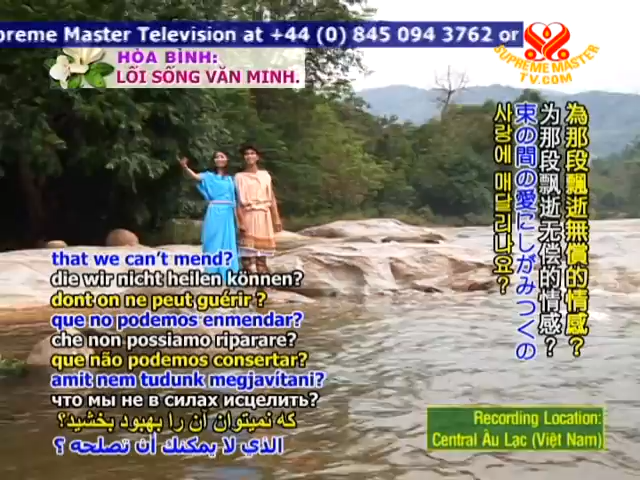 preme Master Television at +44 (0) 845 094 3762 or
SUPREME MASTER
TV.COM
HÒA BÌNH:
LỐI SỐNG VĂN MINH.
為那段飄逝無償的情感？
为那段飘逝无偿的情感？
束の間の愛にしがみつくの
사랑에 매달리나요?
that we can't mend?
die wir nicht heilen können?
dont on ne peut guérir ?
que no podemos enmendar?
che non possiamo riparare?
que não podemos consertar?
amit nem tudunk megjavítani?
что мы не в силах исцелить?
که نمیتوان آن را بهبود بخشید؟
الذي لا يمكنك أن تصلحه ؟
Recording Location:
Central Âu Lạc (Việt Nam)